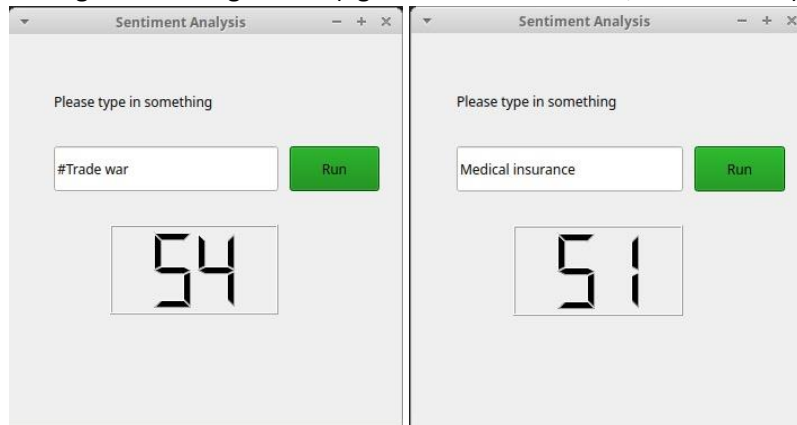 Sentiment Analysis
Please type in something
#Trade war
Run
54
Sentiment Analysis
Please type in something
Medical insurance
Run
51